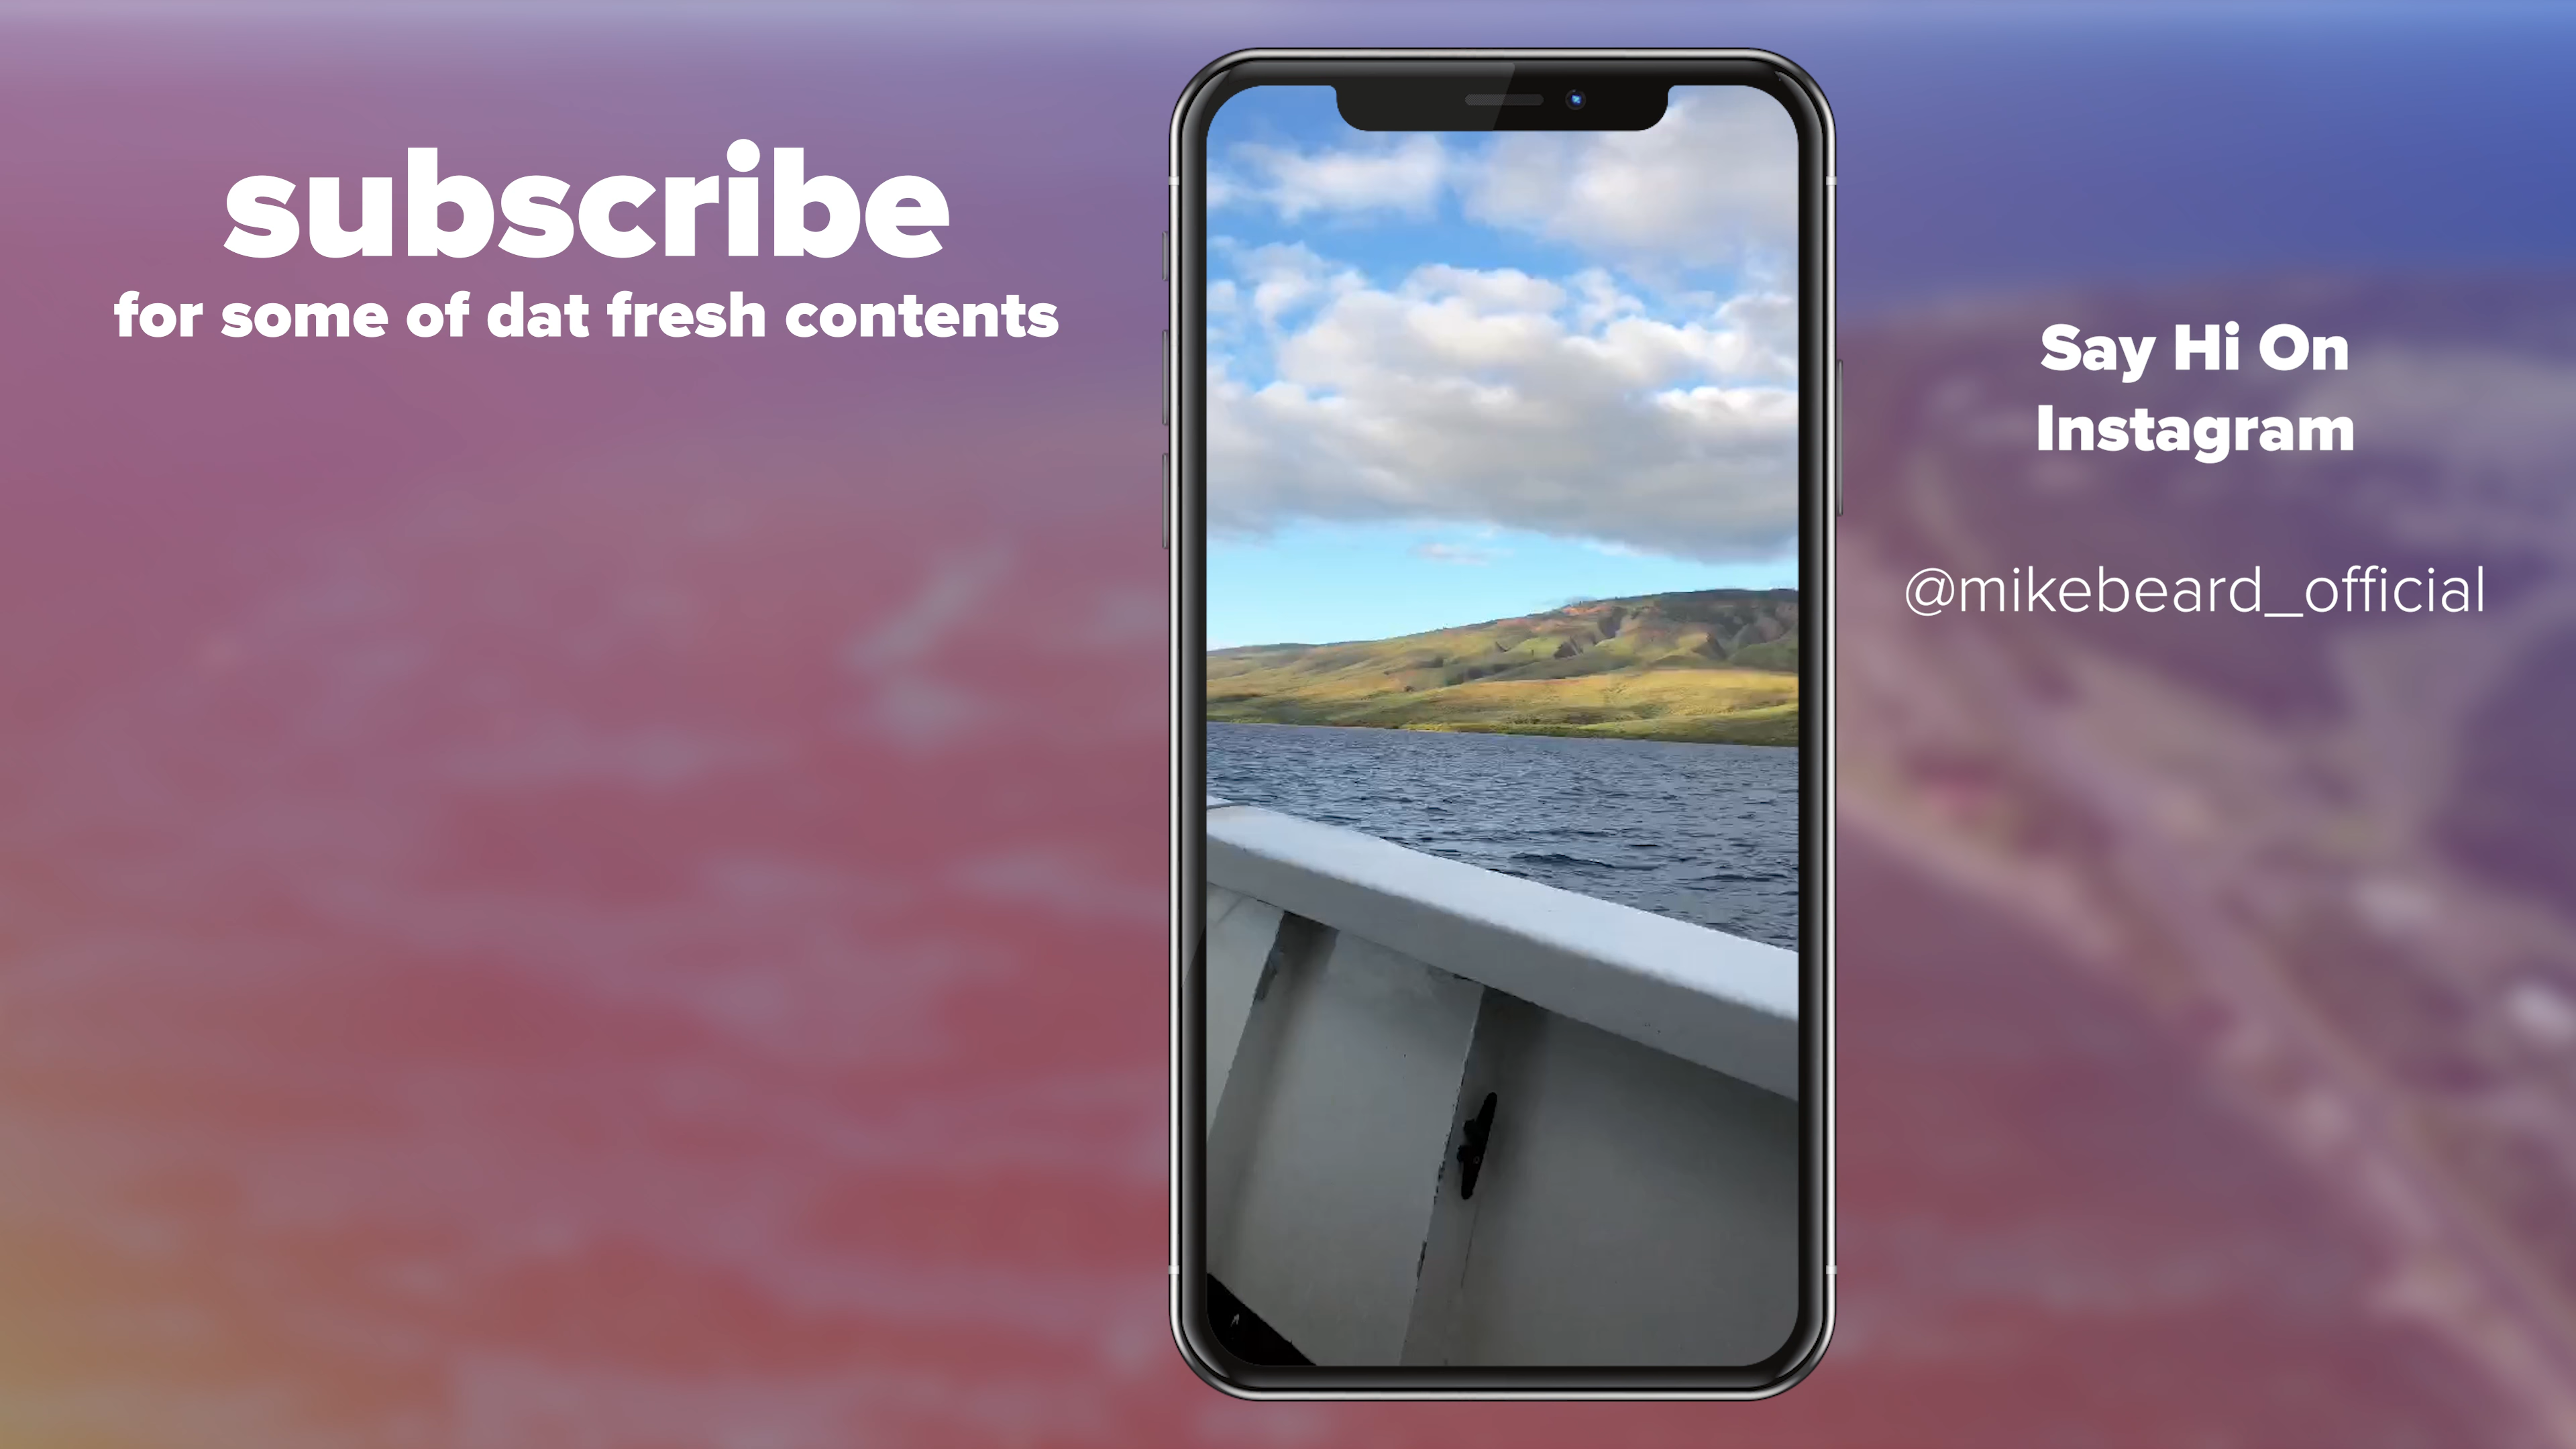 subscribe
for some of dat fresh contents
Say Hi On
Instagram
@mikebeard_official